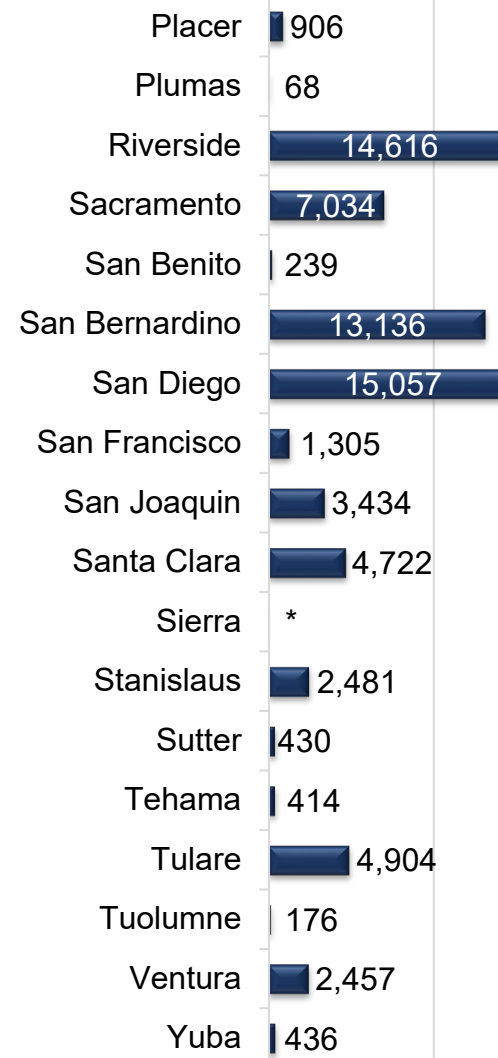 Placer 906
Plumas 68
Riverside 14,616
Sacramento 7,034
San Benito 239
San Bernardino 13,136
San Diego 15,057
San Francisco 1,305
San Joaquin 3,434
Santa Clara 4,722
Sierra *
Stanislaus 2,481
Sutter 430
Tehama 414
Tulare 4,904
Tuolumne 176
Ventura 2,457
Yuba 436